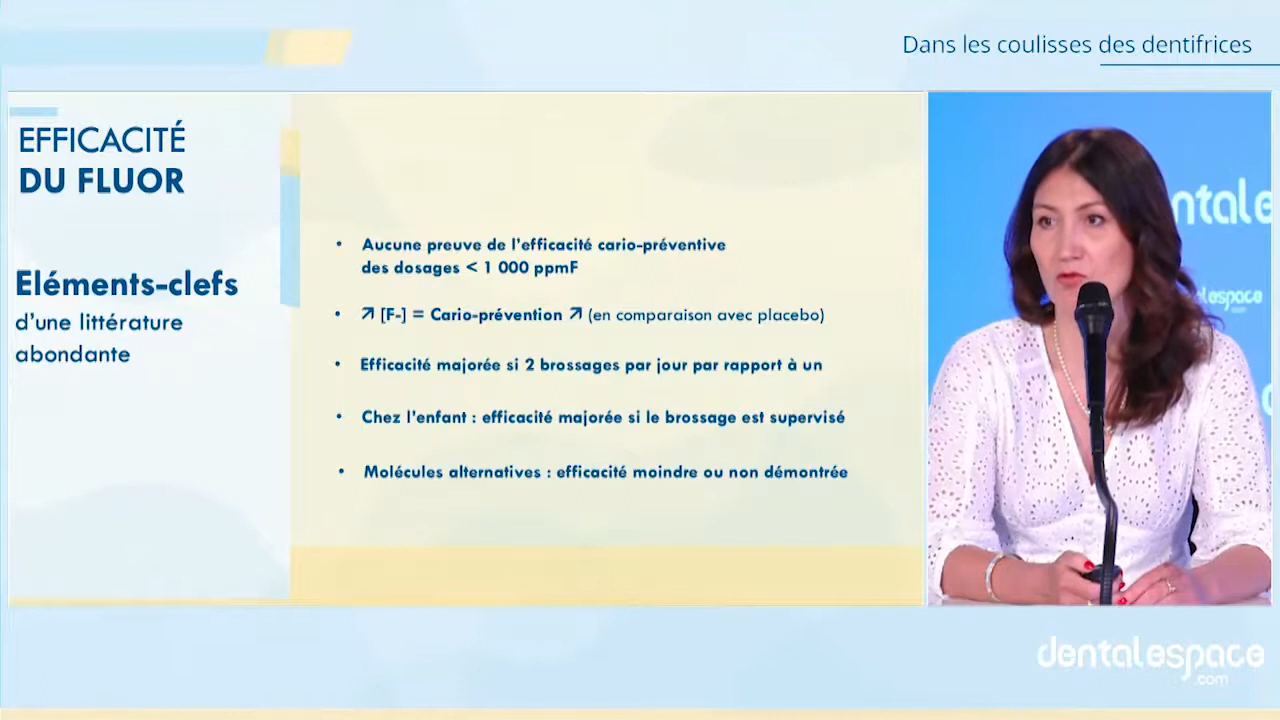 Dans les coulisses des dentifrices
EFFICACITÉ
DU FLUOR
Eléments-clefs
d'une littérature
abondante
• Aucune preuve de l'efficacité cario-préventive
des dosages < 1 000 ppmF
• ↗ [F-] = Cario-prévention ↗ (en comparaison avec placebo)
• Efficacité majorée si 2 brossages par jour par rapport à un
• Chez l'enfant : efficacité majorée si le brossage est supervisé
• Molécules alternatives : efficacité moindre ou non démontrée
dentalespace
.com